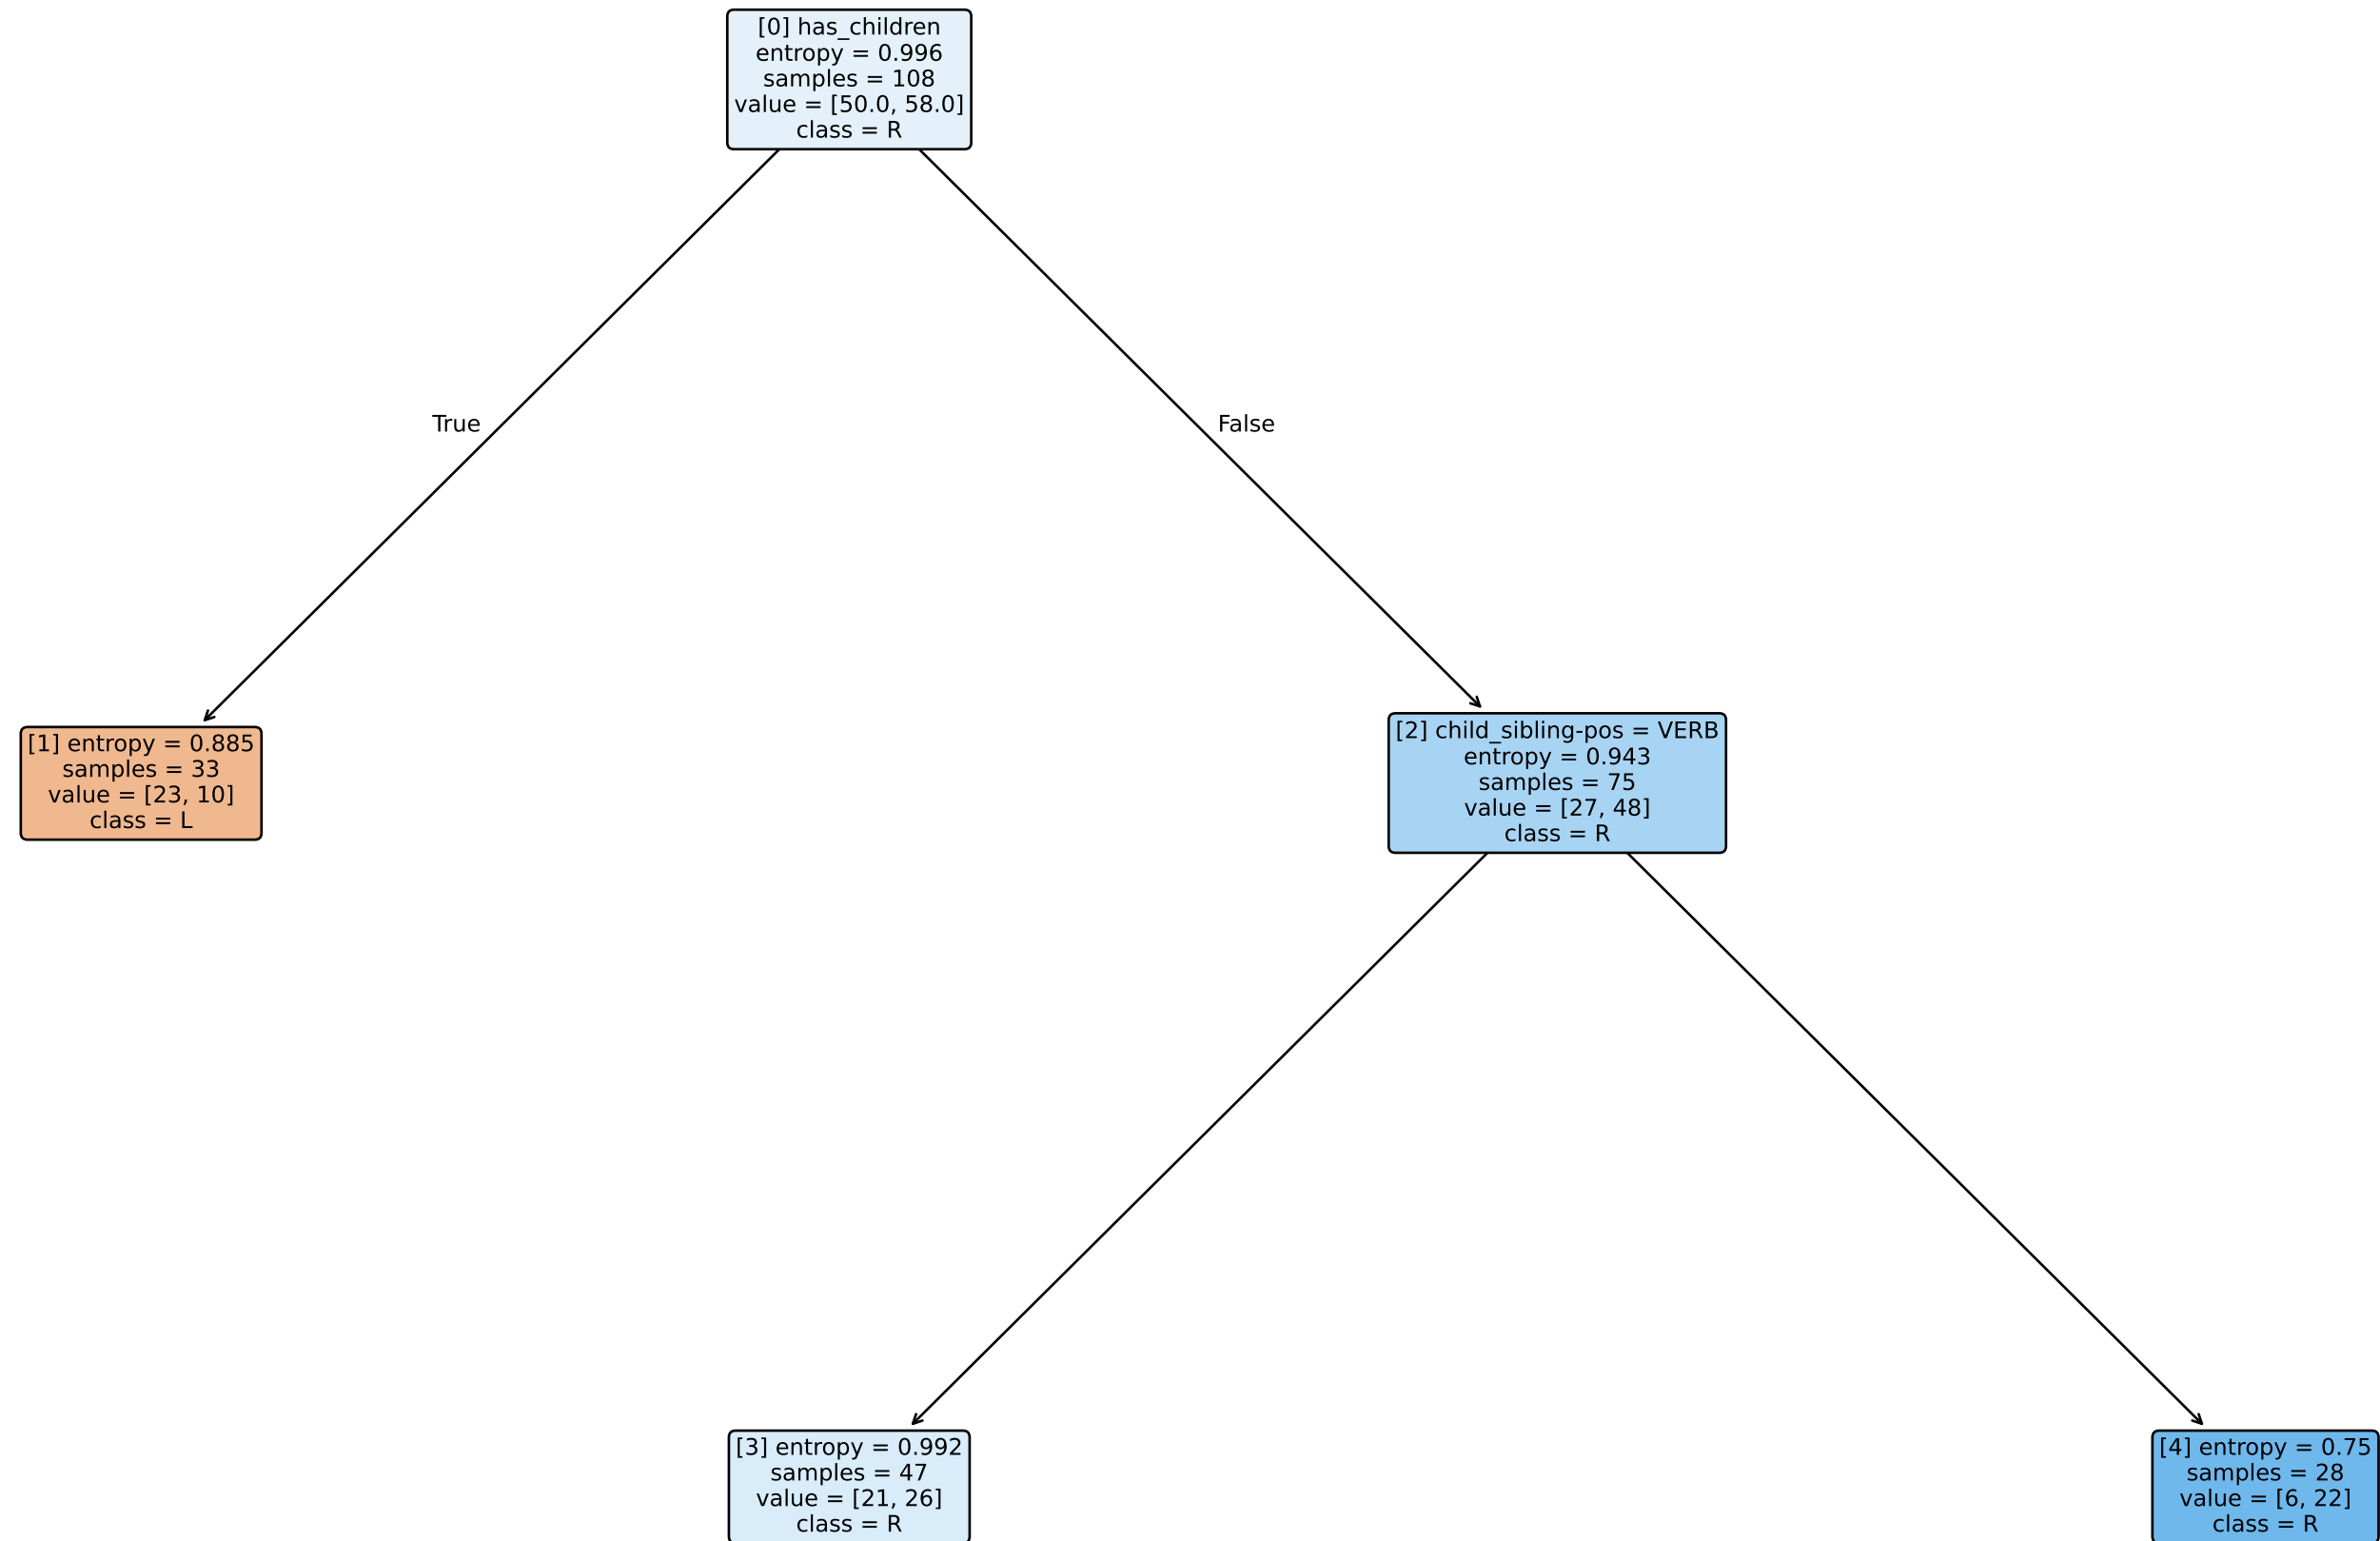 [0] has_children
entropy = 0.996
samples = 108
value = [50.0, 58.0]
class = R
True
False
[1] entropy = 0.885
samples = 33
value = [23, 10]
class = L
[2] child_sibling-pos = VERB
entropy = 0.943
samples = 75
value = [27, 48]
class = R
[3] entropy = 0.992
samples = 47
value = [21, 26]
class = R
[4] entropy = 0.75
samples = 28
value = [6, 22]
class = R